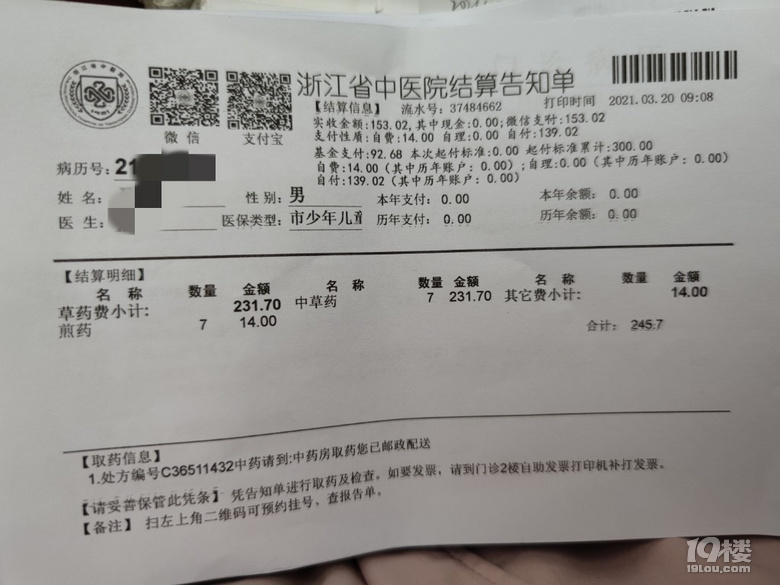 浙江省中医院结算告知单
微信 支付宝
【结算信息】 流水号：37484662 打印时间 2021.03.20 09:08
实收金额:153.02,其中现金:0.00;微信支付:153.02
支付性质:自费:14.00 自理:0.00 自付:139.02
基金支付:92.68 本次起付标准:0.00 起付标准累计:300.00
自费:14.00(其中历年账户：0.00);自理:0.00(其中历年账户：0.00)
自付:139.02(其中历年账户：0.00)
病历号：21
姓名： 性别：男 本年支付：0.00 本年余额：0.00
医生： 医保类型：市少年儿童 历年支付：0.00 历年余额：0.00
【结算明细】
名称 数量 金额 名称 数量 金额 名称 数量 金额
草药费小计： 231.70 中草药 7 231.70 其它费小计： 14.00
煎药 7 14.00 合计： 245.7
【取药信息】
1.处方编号C36511432中药请到:中药房取药您已邮政配送
【请妥善保管此凭条】 凭告知单进行取药及检查。如要发票，请到门诊2楼自助发票打印机补打发票。
【备注】 扫左上角二维码可预约挂号、查报告单。
19楼
19lou.com